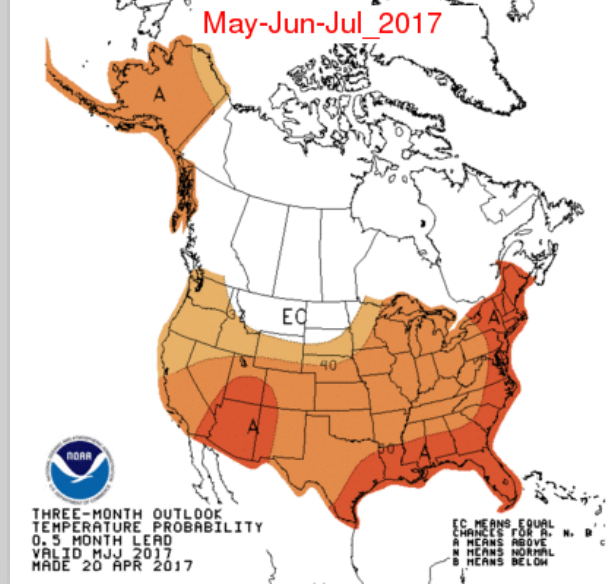 May-Jun-Jul_2017
A
EC
33
A
40
A
50
A
NOAA
THREE-MONTH OUTLOOK
TEMPERATURE PROBABILITY
0.5 MONTH LEAD
VALID MJJ 2017
MADE 20 APR 2017
EC MEANS EQUAL
CHANCES FOR A, N, B
A MEANS ABOVE
N MEANS NORMAL
B MEANS BELOW